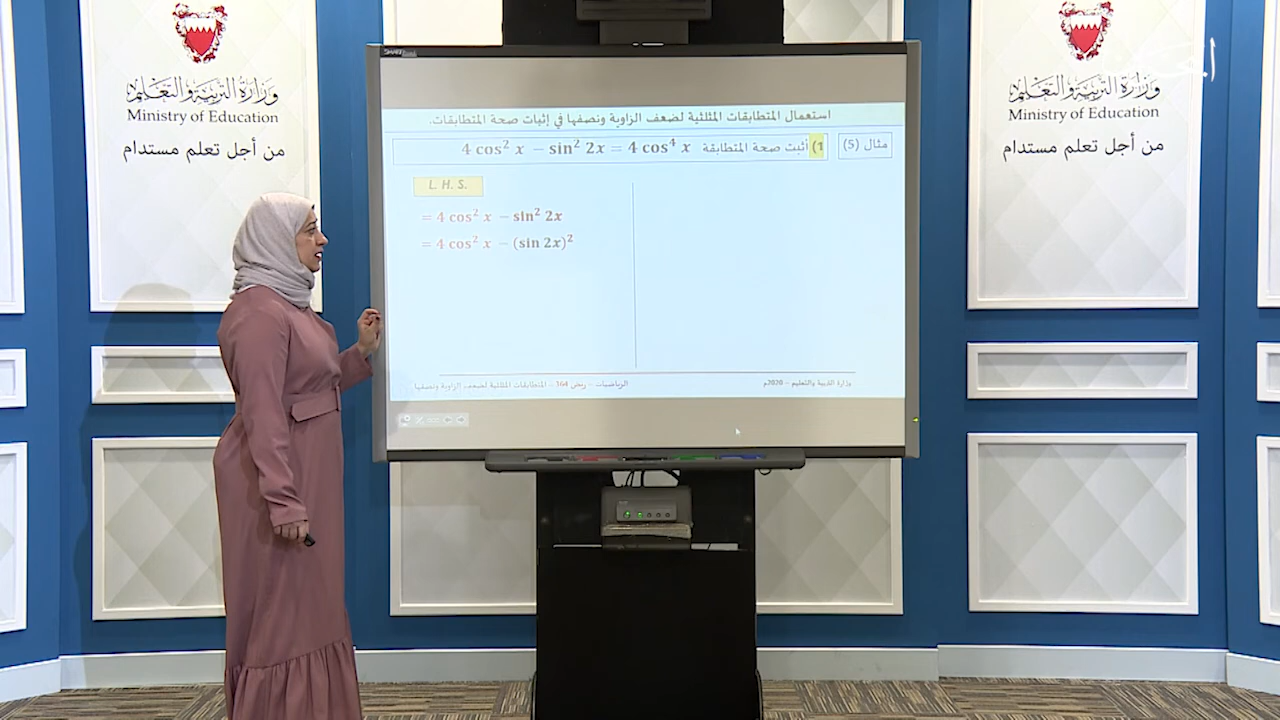 وزارة التربية والتعليم
Ministry of Education
من أجل تعلم مستدام
وزارة التربية والتعليم
Ministry of Education
من أجل تعلم مستدام
SMART
استعمال المتطابقات المثلثية لضعف الزاوية ونصفها في إثبات صحة المتطابقات.
مثال (5)
1) أثبت صحة المتطابقة 4 cos² x − sin² 2x = 4 cos⁴ x
L. H. S.
= 4 cos² x − sin² 2x
= 4 cos² x − (sin 2x)²
وزارة التربية والتعليم – 2020م
الرياضيات – ريض 364 – المتطابقات المثلثية لضعف الزاوية ونصفها